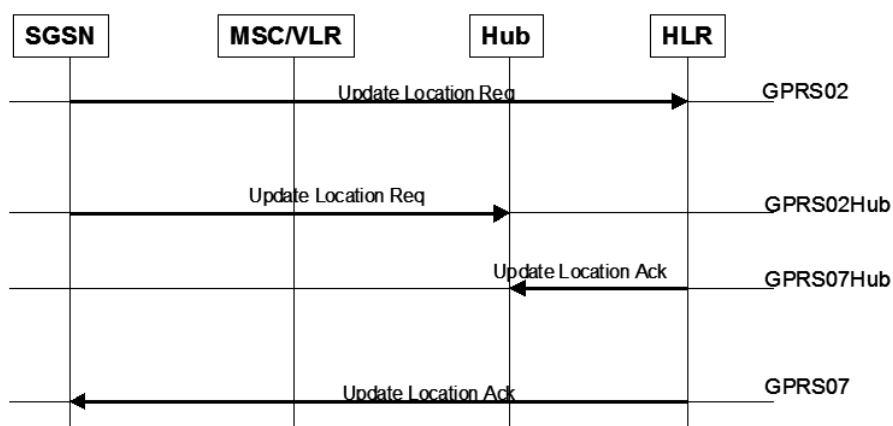 SGSN MSC/VLR Hub HLR
Update Location Req GPRS02
Update Location Req GPRS02Hub
Update Location Ack GPRS07Hub
Update Location Ack GPRS07